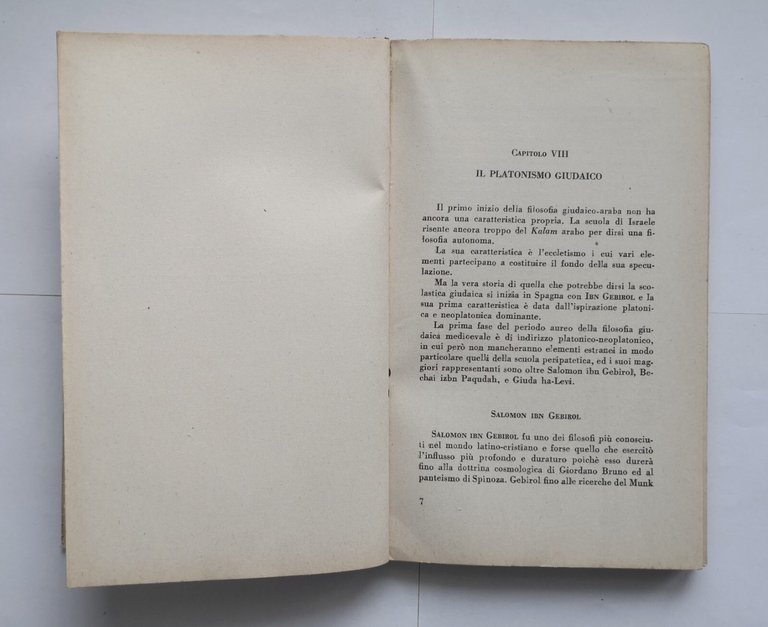 Capitolo VIII
IL PLATONISMO GIUDAICO
Il primo inizio della filosofia giudaico-araba non ha
ancora una caratteristica propria. La scuola di Israele
risente ancora troppo del Kalam arabo per dirsi una fi-
losofia autonoma.
La sua caratteristica è l'eccletismo i cui vari ele-
menti partecipano a costituire il fondo della sua specu-
lazione.
Ma la vera storia di quella che potrebbe dirsi la sco-
lastica giudaica si inizia in Spagna con Ibn Gebirol e la
sua prima caratteristica è data dall'ispirazione platoni-
ca e neoplatonica dominante.
La prima fase del periodo aureo della filosofia giu-
daica medioevale è di indirizzo platonico-neoplatonico,
in cui però non mancheranno elementi estranei in modo
particolare quelli della scuola peripatetica, ed i suoi mag-
giori rappresentanti sono oltre Salomon ibn Gebirol, Be-
chai izbn Paqudah, e Giuda ha-Levi.
Salomon ibn Gebirol
Salomon ibn Gebirol fu uno dei filosofi più conosciu-
ti nel mondo latino-cristiano e forse quello che esercitò
l'influsso più profondo e duraturo poichè esso durerà
fino alla dottrina cosmologica di Giordano Bruno ed al
panteismo di Spinoza. Gebirol fino alle ricerche del Munk
7